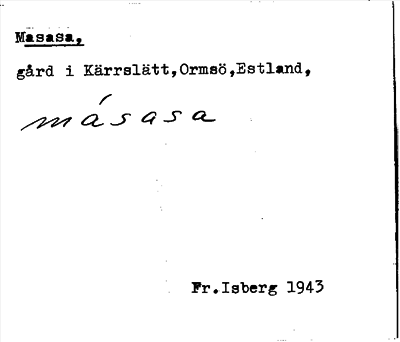 Masasa,
gård i Kärrslätt,Ormsö,Estland,
másasa
Fr.Isberg 1943